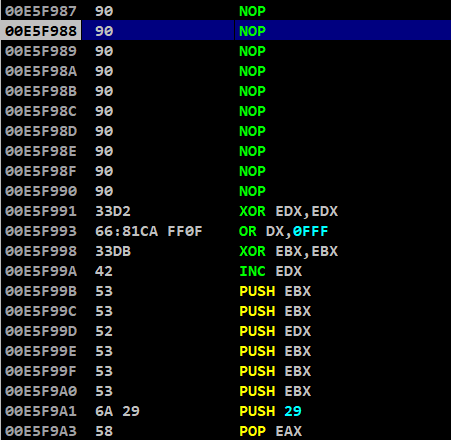 00E5F987 90 NOP
00E5F988 90 NOP
00E5F989 90 NOP
00E5F98A 90 NOP
00E5F98B 90 NOP
00E5F98C 90 NOP
00E5F98D 90 NOP
00E5F98E 90 NOP
00E5F98F 90 NOP
00E5F990 90 NOP
00E5F991 33D2 XOR EDX,EDX
00E5F993 66:81CA FF0F OR DX,0FFF
00E5F998 33DB XOR EBX,EBX
00E5F99A 42 INC EDX
00E5F99B 53 PUSH EBX
00E5F99C 53 PUSH EBX
00E5F99D 52 PUSH EDX
00E5F99E 53 PUSH EBX
00E5F99F 53 PUSH EBX
00E5F9A0 53 PUSH EBX
00E5F9A1 6A 29 PUSH 29
00E5F9A3 58 POP EAX